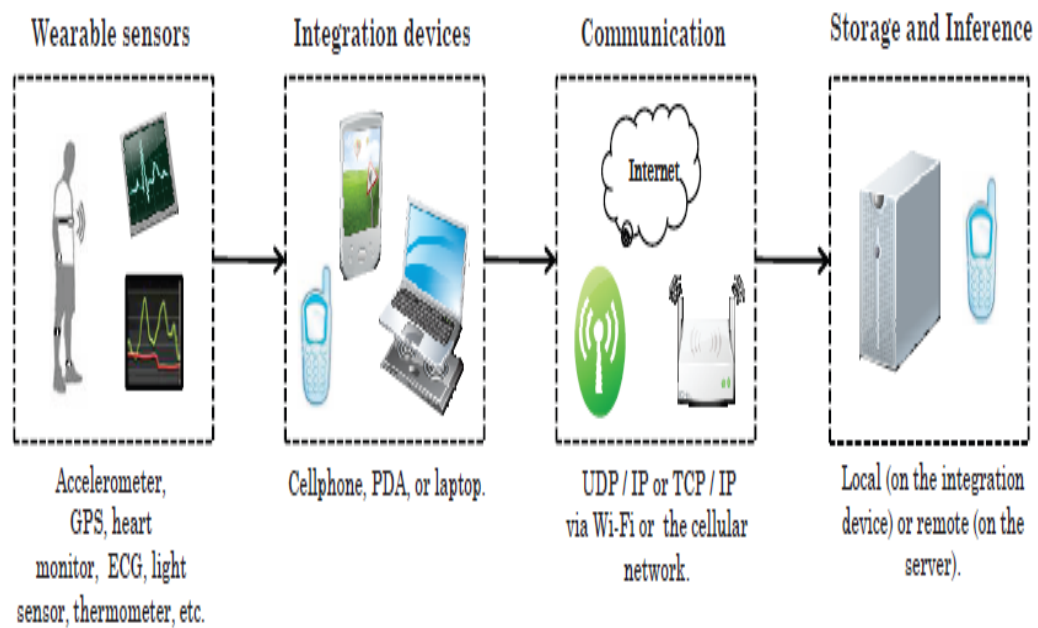 Wearable sensors
Integration devices
Communication
Storage and Inference
Internet
Accelerometer,
GPS, heart
monitor, ECG, light
sensor, thermometer, etc.
Cellphone, PDA, or laptop.
UDP / IP or TCP / IP
via Wi-Fi or the cellular
network.
Local (on the integration
device) or remote (on the
server).